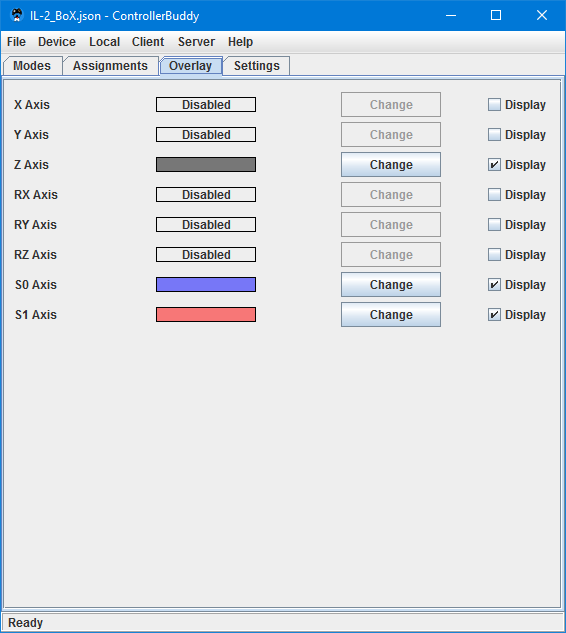 IL-2_BoX.json - ControllerBuddy
File Device Local Client Server Help
Modes Assignments Overlay Settings
X Axis Disabled Change Display
Y Axis Disabled Change Display
Z Axis Change Display
RX Axis Disabled Change Display
RY Axis Disabled Change Display
RZ Axis Disabled Change Display
S0 Axis Change Display
S1 Axis Change Display
Ready